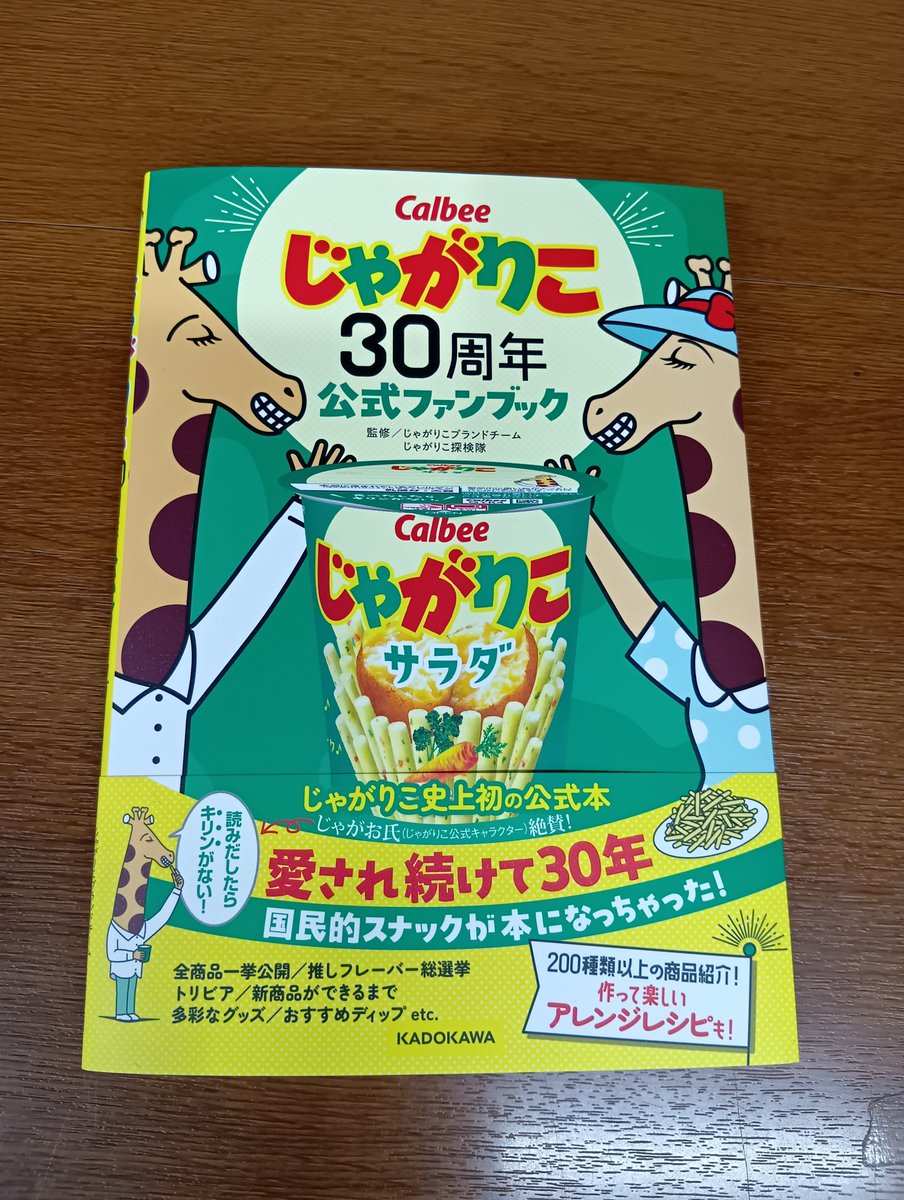 Calbee
じゃがりこ
30周年
公式ファンブック
監修/じゃがりこブランドチーム
じゃがりこ探検隊
Calbee
じゃがりこ
サラダ
Calbee
じゃがりこ
サラダ
じゃがりこ史上初の公式本
じゃがお氏(じゃがりこ公式キャラクター)絶賛!
読みだしたら
キリンがない!
愛され続けて30年
国民的スナックが本になっちゃった!
全商品一挙公開/推しフレーバー総選挙
トリビア/新商品ができるまで
多彩なグッズ/おすすめディップ etc.
200種類以上の商品紹介!
作って楽しい
アレンジレシピも!
KADOKAWA